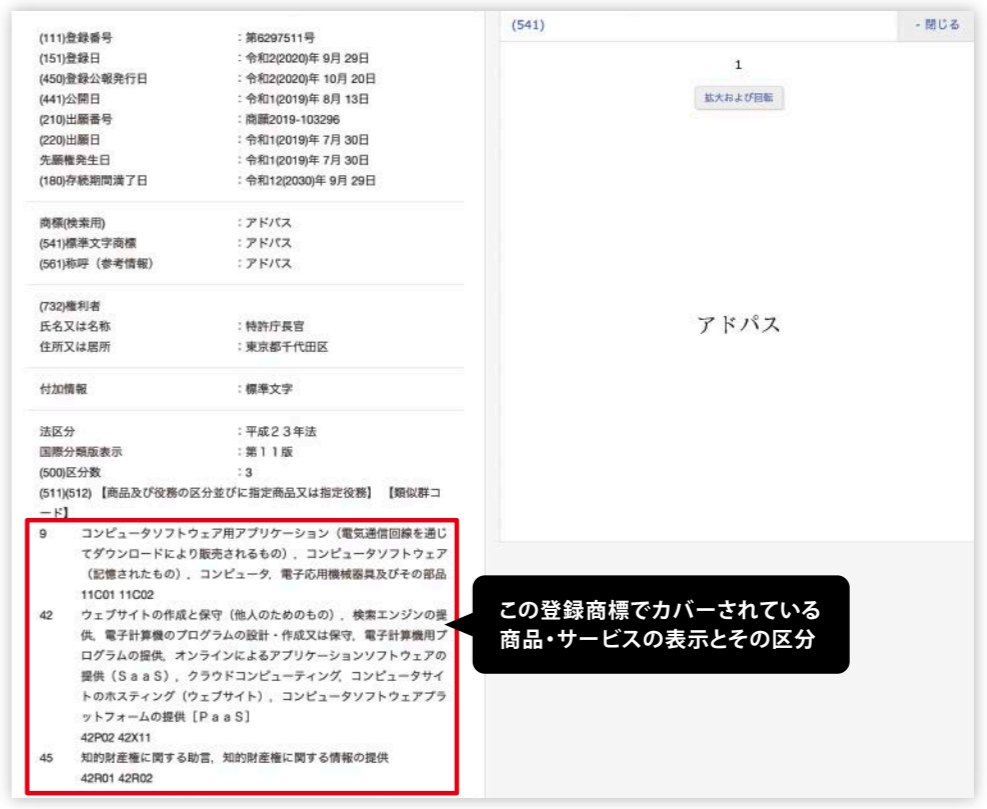 (111)登録番号 : 第6297511号
(151)登録日 : 令和2(2020)年 9月 29日
(450)登録公報発行日 : 令和2(2020)年 10月 20日
(441)公開日 : 令和1(2019)年 8月 13日
(210)出願番号 : 商願2019-103296
(220)出願日 : 令和1(2019)年 7月 30日
先願権発生日 : 令和1(2019)年 7月 30日
(180)存続期間満了日 : 令和12(2030)年 9月 29日
商標(検索用) : アドパス
(541)標準文字商標 : アドパス
(561)称呼（参考情報） : アドパス
(732)権利者
氏名又は名称 : 特許庁長官
住所又は居所 : 東京都千代田区
付加情報 : 標準文字
法区分 : 平成２３年法
国際分類版表示 : 第１１版
(500)区分数 : 3
(511)(512) 【商品及び役務の区分並びに指定商品又は指定役務】 【類似群コ
ード】
9 コンピュータソフトウェア用アプリケーション（電気通信回線を通じ
てダウンロードにより販売されるもの）, コンピュータソフトウェア
（記憶されたもの）, コンピュータ, 電子応用機械器具及びその部品
11C01 11C02
42 ウェブサイトの作成と保守（他人のためのもの）, 検索エンジンの提
供, 電子計算機のプログラムの設計・作成又は保守, 電子計算機用プ
ログラムの提供, オンラインによるアプリケーションソフトウェアの
提供（ＳａａＳ）, クラウドコンピューティング, コンピュータサイ
トのホスティング（ウェブサイト）, コンピュータソフトウェアプラ
ットフォームの提供［ＰａａＳ］
42P02 42X11
45 知的財産権に関する助言, 知的財産権に関する情報の提供
42R01 42R02
(541) - 閉じる
1
拡大および回転
アドパス
この登録商標でカバーされている
商品・サービスの表示とその区分